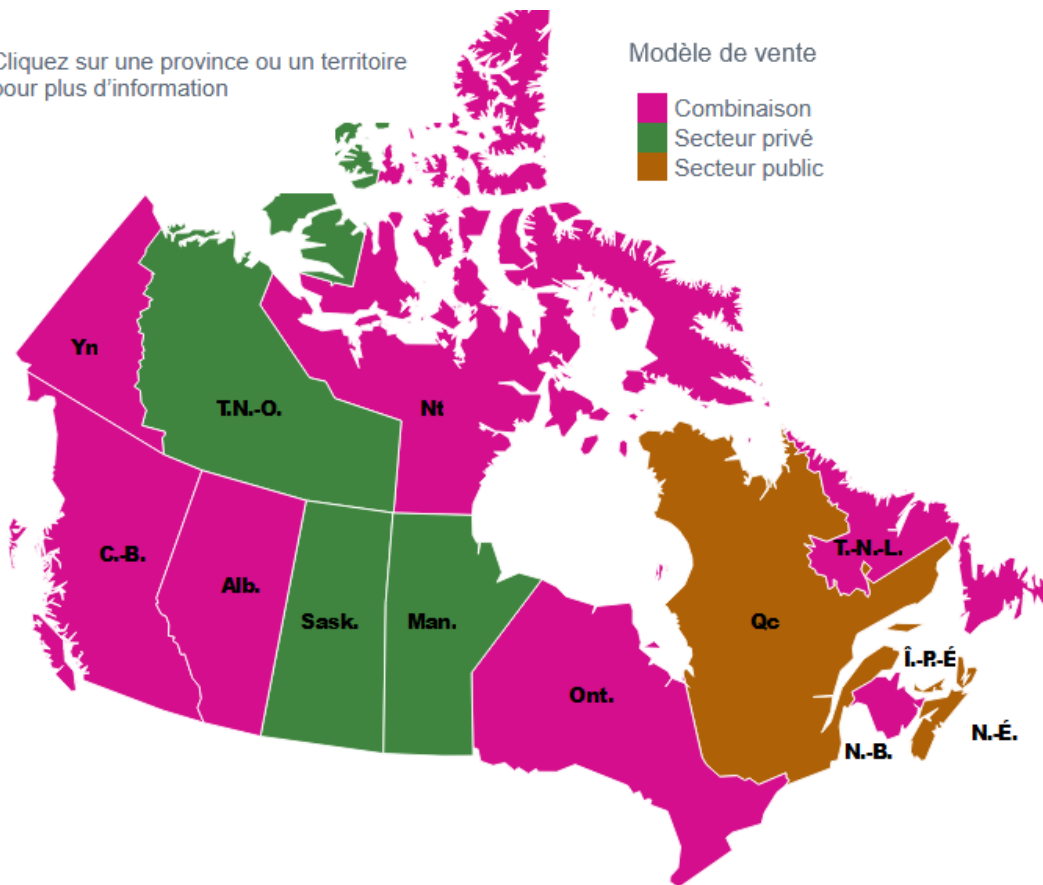 Cliquez sur une province ou un territoire
pour plus d'information
Modèle de vente
Combinaison
Secteur privé
Secteur public
Yn
T.N.-O.
Nt
C.-B.
Alb.
Sask.
Man.
Ont.
Qc
T.-N.-L.
Î.-P.-É
N.-B.
N.-É.